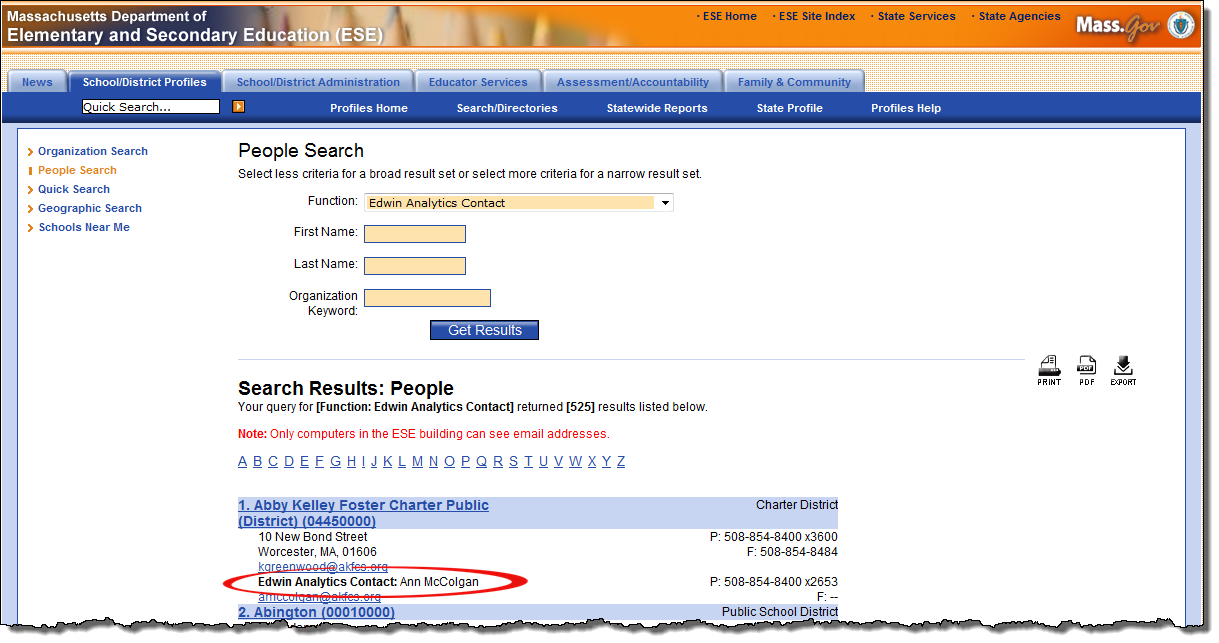 Massachusetts Department of
Elementary and Secondary Education (ESE)
· ESE Home · ESE Site Index · State Services · State Agencies
Mass.Gov
News School/District Profiles School/District Administration Educator Services Assessment/Accountability Family & Community
Quick Search... Profiles Home Search/Directories Statewide Reports State Profile Profiles Help
Organization Search
People Search
Quick Search
Geographic Search
Schools Near Me
People Search
Select less criteria for a broad result set or select more criteria for a narrow result set.
Function: Edwin Analytics Contact
First Name:
Last Name:
Organization
Keyword:
Get Results
PRINT PDF EXPORT
Search Results: People
Your query for [Function: Edwin Analytics Contact] returned [525] results listed below.
Note: Only computers in the ESE building can see email addresses.
A B C D E F G H I J K L M N O P Q R S T U V W X Y Z
1. Abby Kelley Foster Charter Public Charter District
(District) (04450000)
10 New Bond Street P: 508-854-8400 x3600
Worcester, MA, 01606 F: 508-854-8484
kgreenwood@akfcs.org
Edwin Analytics Contact: Ann McColgan P: 508-854-8400 x2653
amccolgan@akfcs.org F: --
2. Abington (00010000) Public School District